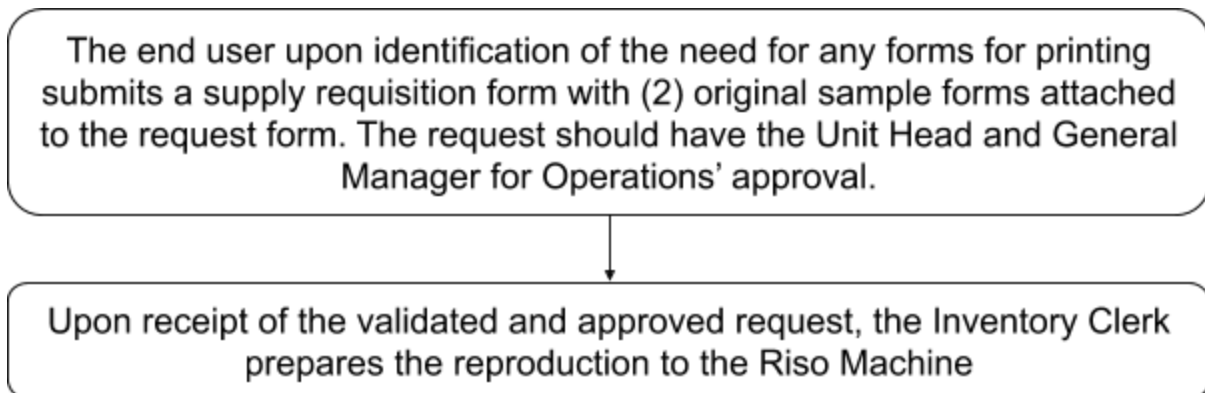 The end user upon identification of the need for any forms for printing
submits a supply requisition form with (2) original sample forms attached
to the request form. The request should have the Unit Head and General
Manager for Operations’ approval.
Upon receipt of the validated and approved request, the Inventory Clerk
prepares the reproduction to the Riso Machine